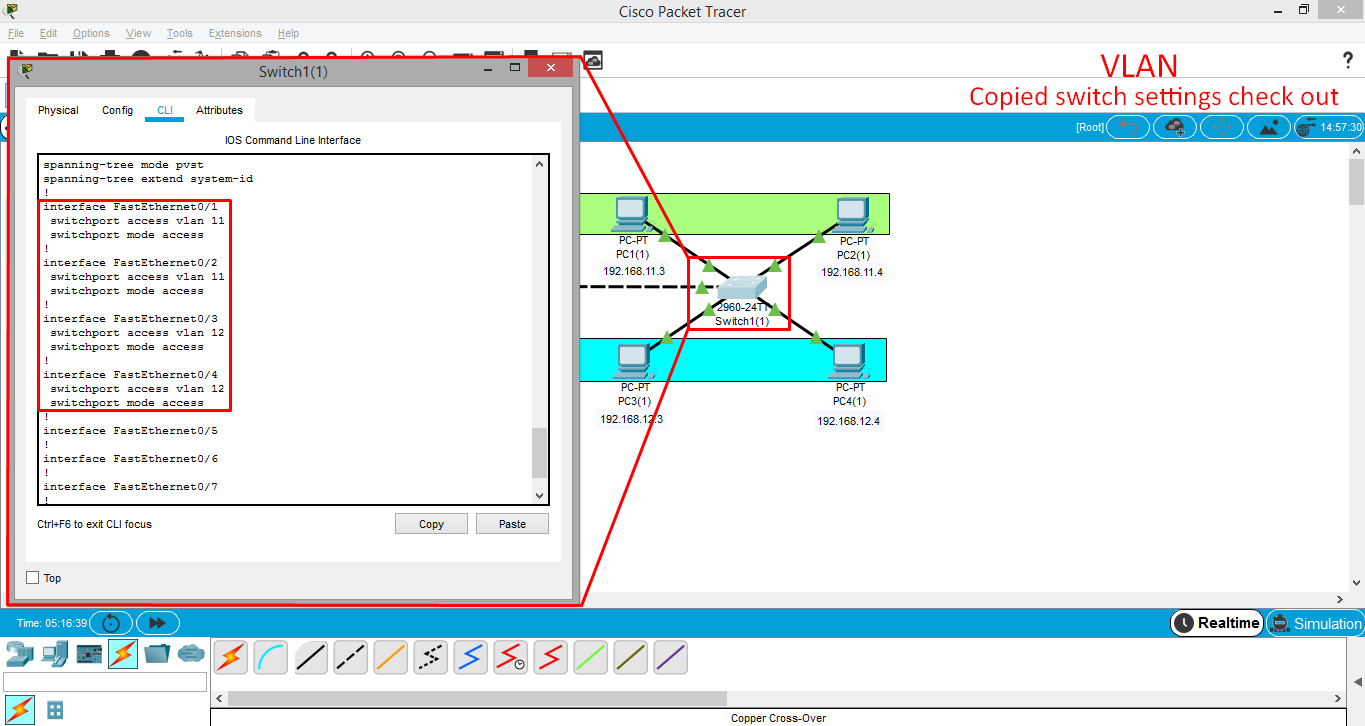 Cisco Packet Tracer
File Edit Options View Tools Extensions Help
VLAN
Copied switch settings check out
[Root]
14:57:30
Switch1(1)
Physical Config CLI Attributes
IOS Command Line Interface
spanning-tree mode pvst
spanning-tree extend system-id
!
interface FastEthernet0/1
switchport access vlan 11
switchport mode access
!
interface FastEthernet0/2
switchport access vlan 11
switchport mode access
!
interface FastEthernet0/3
switchport access vlan 12
switchport mode access
!
interface FastEthernet0/4
switchport access vlan 12
switchport mode access
!
interface FastEthernet0/5
!
interface FastEthernet0/6
!
interface FastEthernet0/7
!
Ctrl+F6 to exit CLI focus
Copy
Paste
Top
PC-PT
PC1(1)
192.168.11.3
PC-PT
PC2(1)
192.168.11.4
2960-24TT
Switch1(1)
PC-PT
PC3(1)
192.168.12.3
PC-PT
PC4(1)
192.168.12.4
Time: 05:16:39
Realtime
Simulation
Copper Cross-Over
?